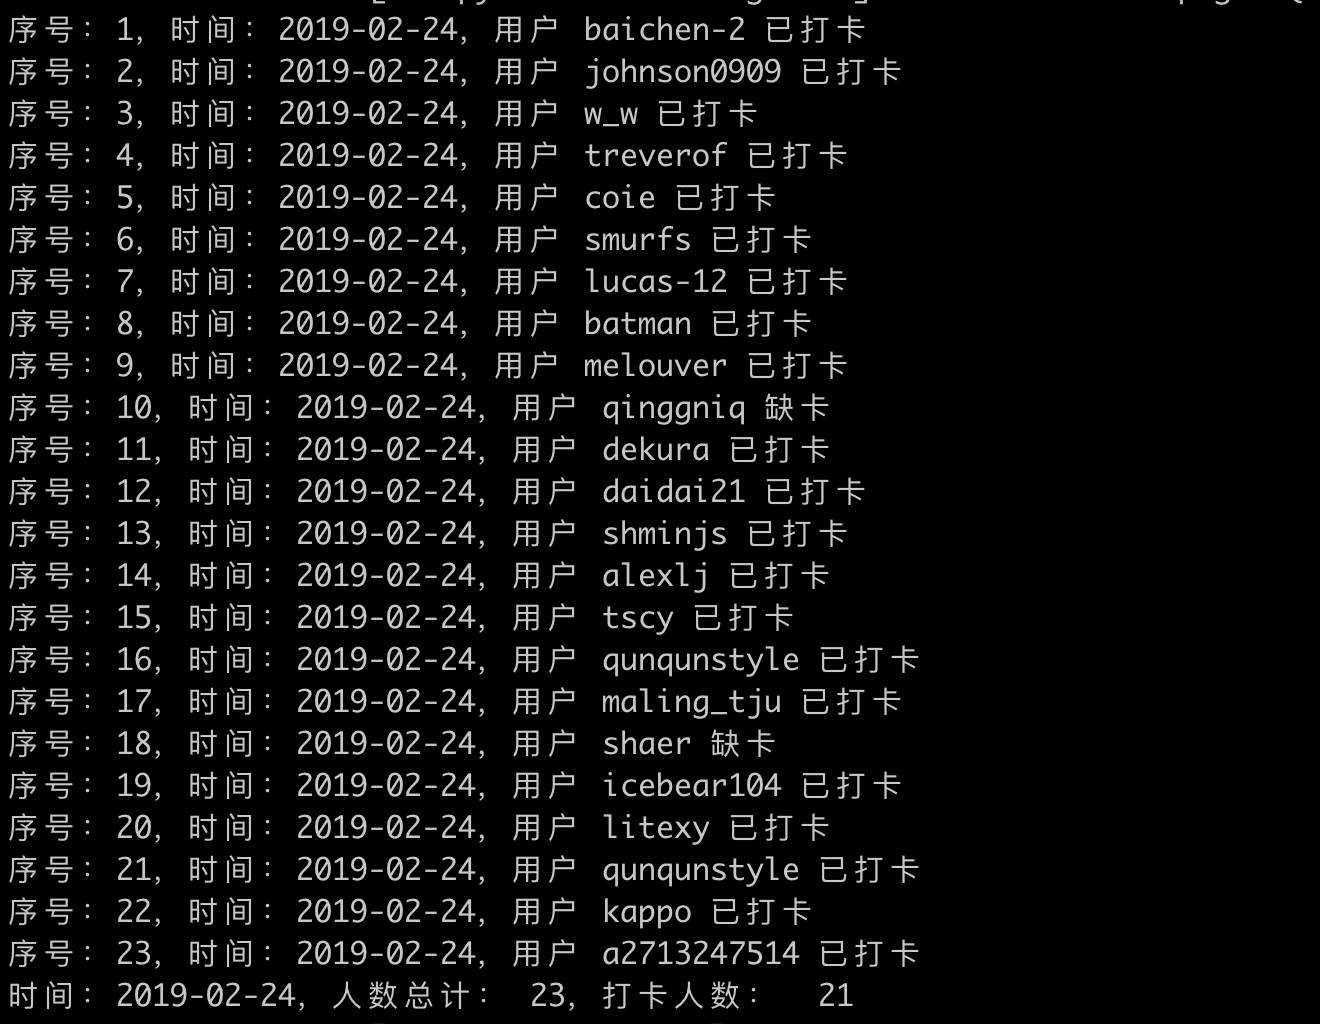 序号：1, 时间：2019-02-24, 用户 baichen-2 已打卡
序号：2, 时间：2019-02-24, 用户 johnson0909 已打卡
序号：3, 时间：2019-02-24, 用户 w_w 已打卡
序号：4, 时间：2019-02-24, 用户 treverof 已打卡
序号：5, 时间：2019-02-24, 用户 coie 已打卡
序号：6, 时间：2019-02-24, 用户 smurfs 已打卡
序号：7, 时间：2019-02-24, 用户 lucas-12 已打卡
序号：8, 时间：2019-02-24, 用户 batman 已打卡
序号：9, 时间：2019-02-24, 用户 melouver 已打卡
序号：10, 时间：2019-02-24, 用户 qinggniq 缺卡
序号：11, 时间：2019-02-24, 用户 dekura 已打卡
序号：12, 时间：2019-02-24, 用户 daidai21 已打卡
序号：13, 时间：2019-02-24, 用户 shminjs 已打卡
序号：14, 时间：2019-02-24, 用户 alexlj 已打卡
序号：15, 时间：2019-02-24, 用户 tscy 已打卡
序号：16, 时间：2019-02-24, 用户 qunqunstyle 已打卡
序号：17, 时间：2019-02-24, 用户 maling_tju 已打卡
序号：18, 时间：2019-02-24, 用户 shaer 缺卡
序号：19, 时间：2019-02-24, 用户 icebear104 已打卡
序号：20, 时间：2019-02-24, 用户 litexy 已打卡
序号：21, 时间：2019-02-24, 用户 qunqunstyle 已打卡
序号：22, 时间：2019-02-24, 用户 kappo 已打卡
序号：23, 时间：2019-02-24, 用户 a2713247514 已打卡
时间：2019-02-24, 人数总计： 23, 打卡人数： 21